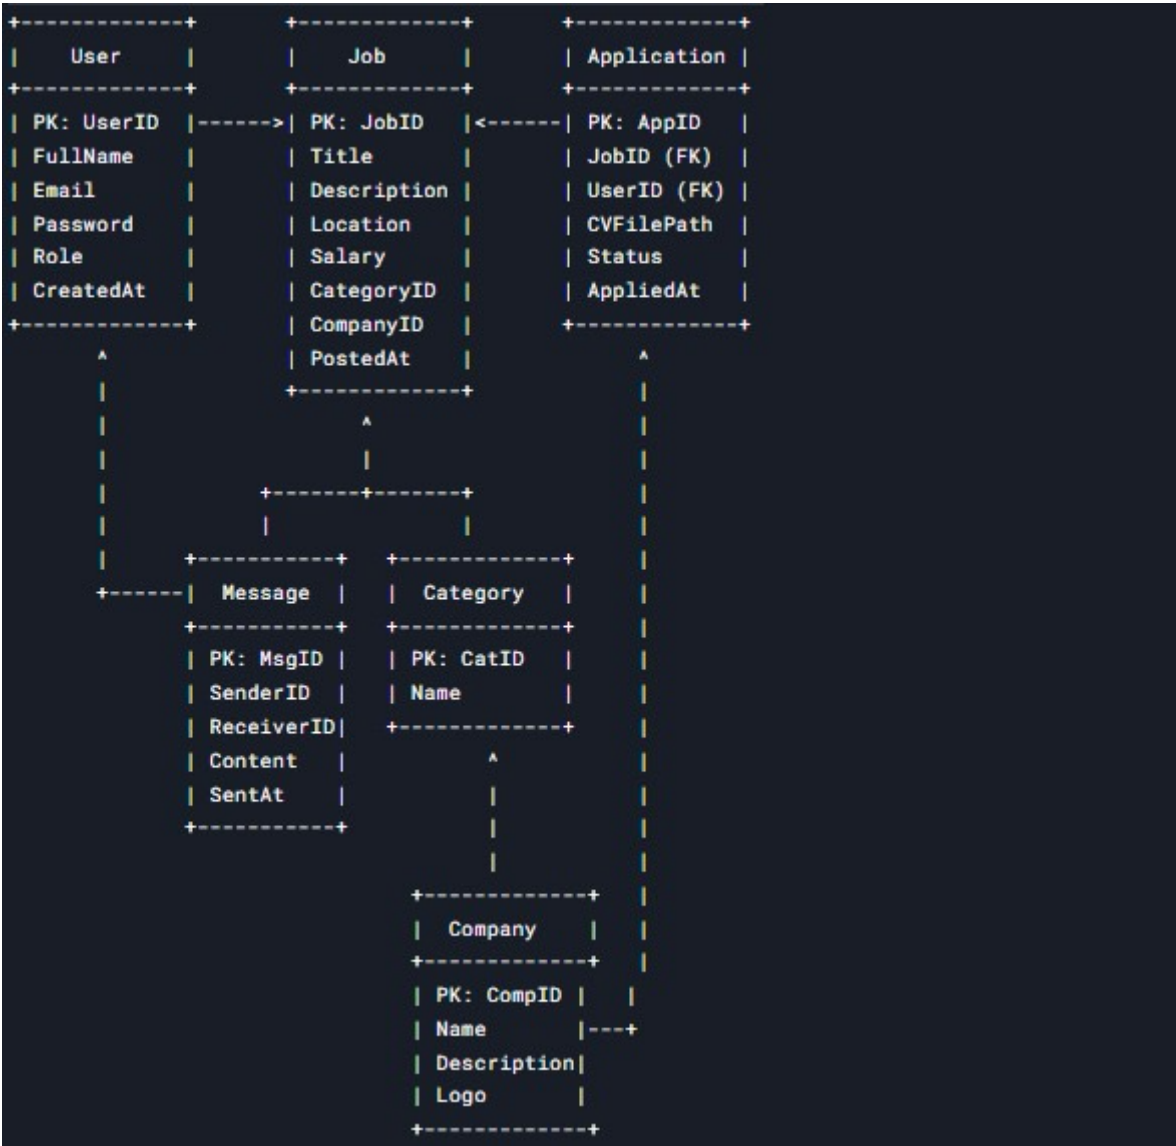 +-------------+       +-------------+       +-------------+
|    User     |       |    Job      |       | Application |
+-------------+       +-------------+       +-------------+
| PK: UserID  |------>| PK: JobID   |<------| PK: AppID   |
| FullName    |       | Title       |       | JobID (FK)  |
| Email       |       | Description |       | UserID (FK) |
| Password    |       | Location    |       | CVFilePath  |
| Role        |       | Salary      |       | Status      |
| CreatedAt   |       | CategoryID  |       | AppliedAt   |
+-------------+       | CompanyID   |       +-------------+
       ^              | PostedAt    |             ^
       |              +-------------+             |
       |                    ^                     |
       |                    |                     |
       |            +-------+-------+             |
       |            |               |             |
       |      +-----------+   +-------------+     |
       +------|  Message  |   |  Category   |     |
              +-----------+   +-------------+     |
              | PK: MsgID |   | PK: CatID   |     |
              | SenderID  |   | Name        |     |
              | ReceiverID|   +-------------+     |
              | Content   |           ^           |
              | SentAt    |           |           |
              +-----------+           |           |
                                      |           |
                                +-------------+   |
                                |  Company    |   |
                                +-------------+   |
                                | PK: CompID |   |
                                | Name       |---+
                                | Description|
                                | Logo       |
                                +-------------+